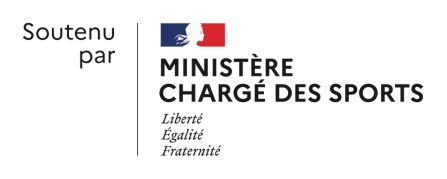 Soutenu
par
MINISTÈRE
CHARGÉ DES SPORTS
Liberté
Égalité
Fraternité